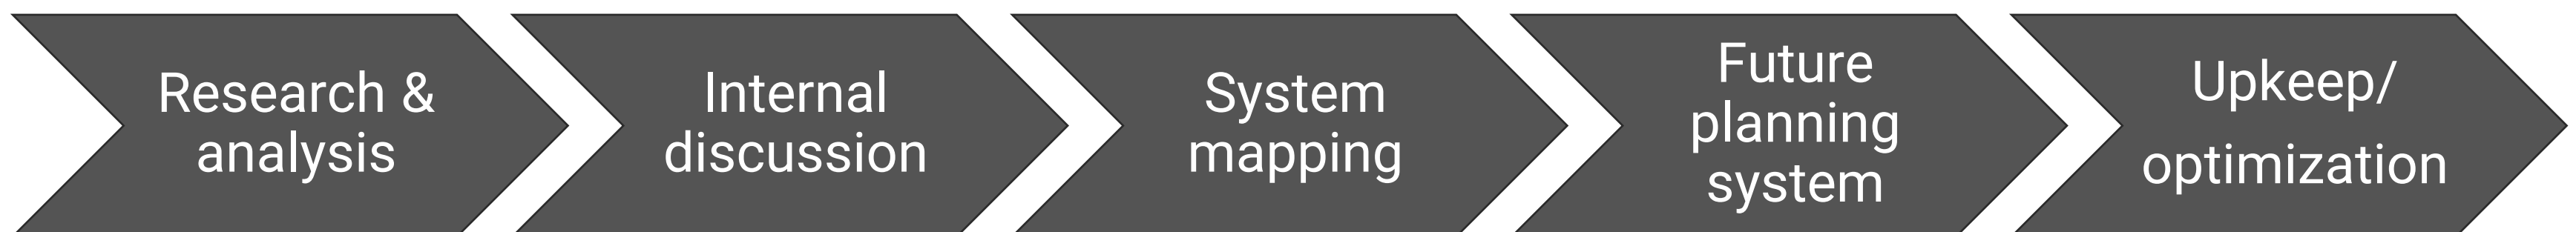 Research &
analysis
Internal
discussion
System
mapping
Future
planning
system
Upkeep/
optimization